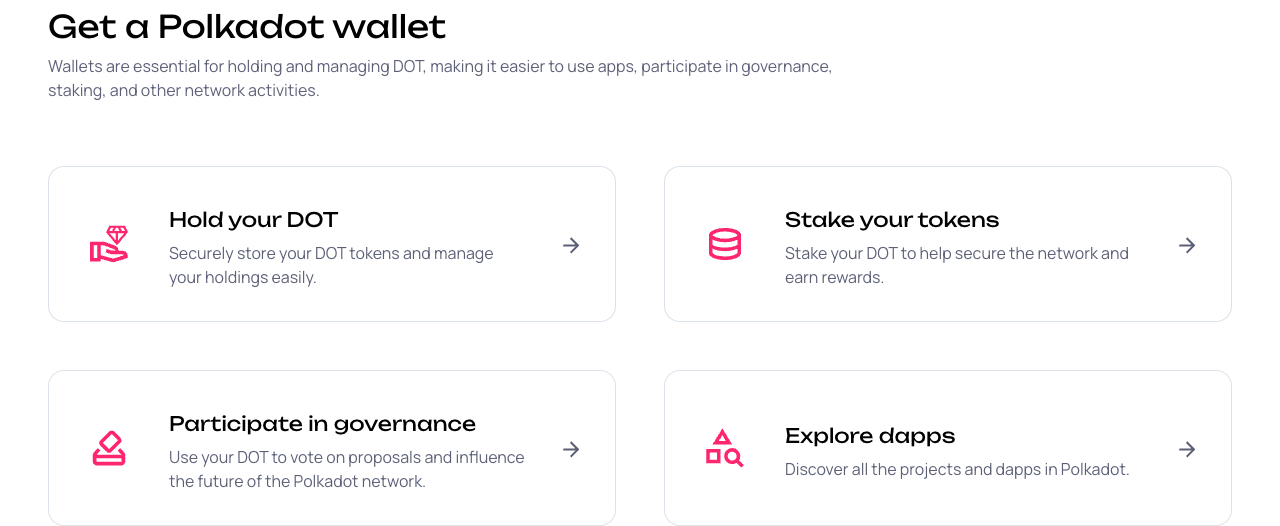 Get a Polkadot wallet
Wallets are essential for holding and managing DOT, making it easier to use apps, participate in governance,
staking, and other network activities.
Hold your DOT
Securely store your DOT tokens and manage
your holdings easily.
Stake your tokens
Stake your DOT to help secure the network and
earn rewards.
Participate in governance
Use your DOT to vote on proposals and influence
the future of the Polkadot network.
Explore dapps
Discover all the projects and dapps in Polkadot.